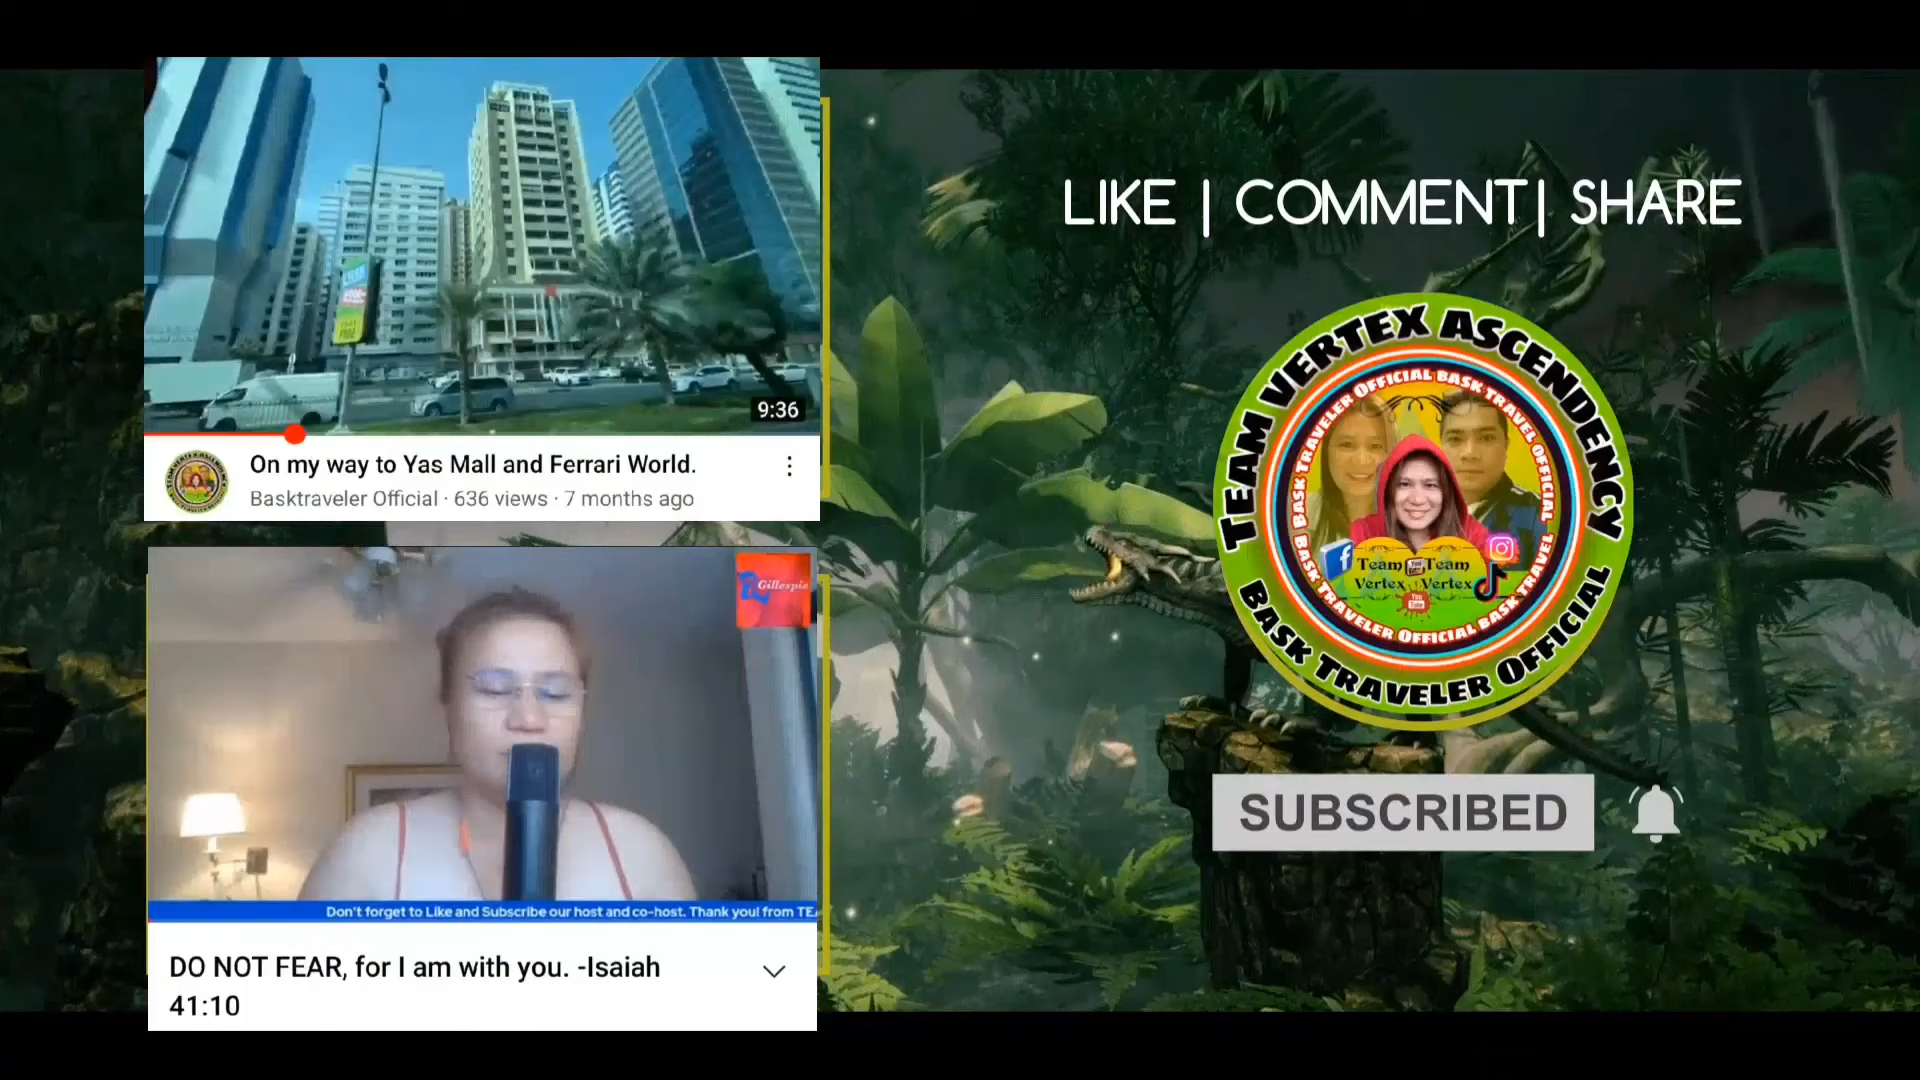 9:36
On my way to Yas Mall and Ferrari World.
Basktraveler Official · 636 views · 7 months ago
Gillespie
Don't forget to Like and Subscribe our host and co-host. Thank you! from TEA
DO NOT FEAR, for I am with you. -Isaiah
41:10
LIKE | COMMENT| SHARE
TEAM VERTEX ASCENDENCY
BASK TRAVELER OFFICIAL
BASK TRAVELER OFFICIAL BASK TRAVEL OFFICIAL
BASK TRAVELER OFFICIAL BASK TRAVEL
Team Team
Vertex Vertex
You Tube
SUBSCRIBED